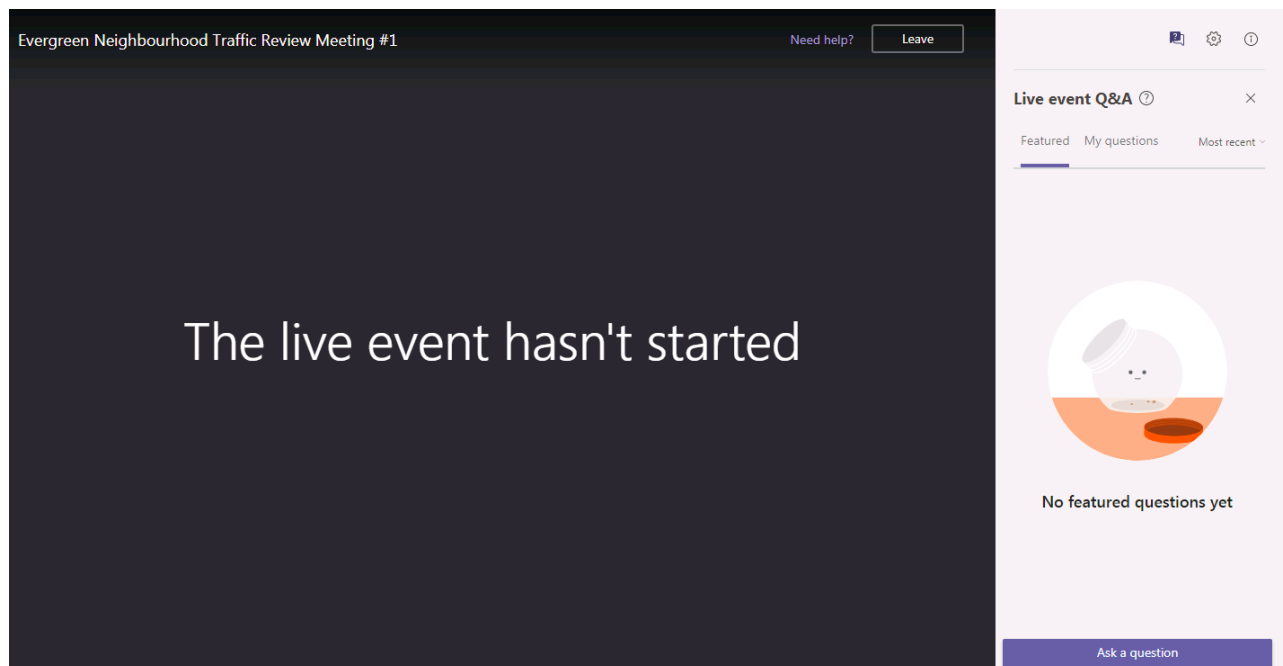 Evergreen Neighbourhood Traffic Review Meeting #1
Need help?
Leave
The live event hasn't started
Live event Q&A
Featured
My questions
Most recent
No featured questions yet
Ask a question